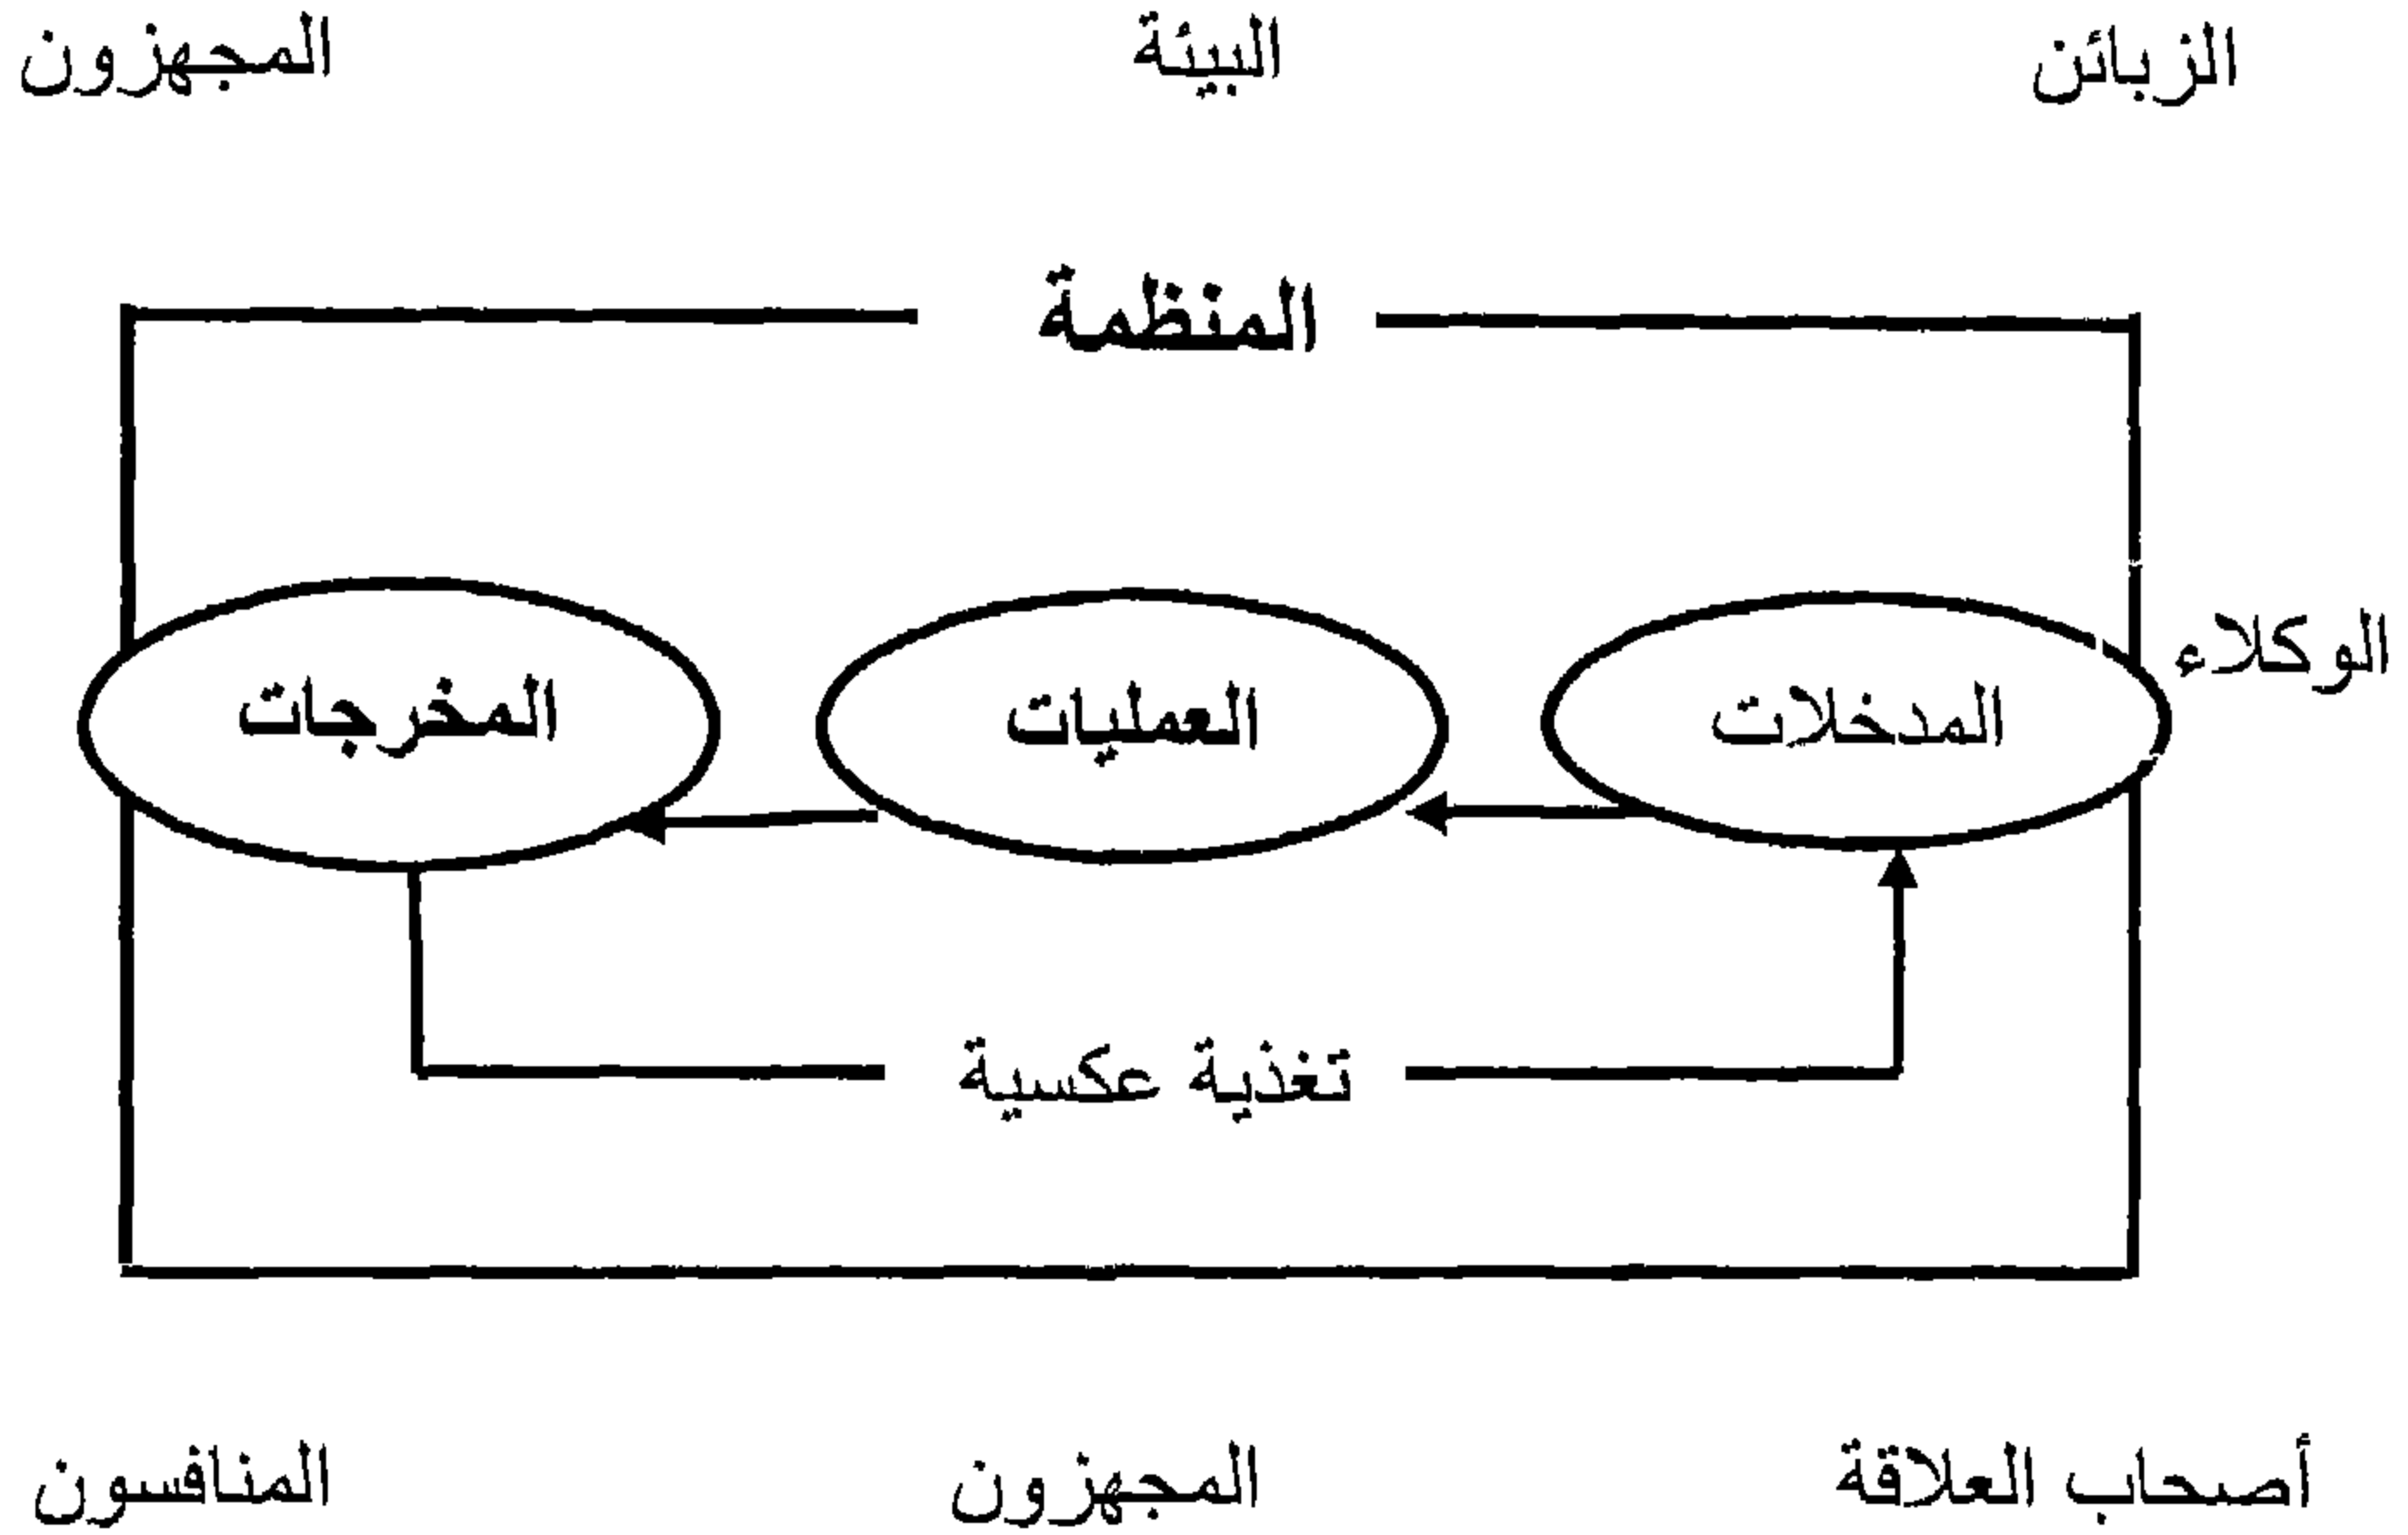 الزبائن البيئة المجهزون
المنظمة
الوكلاء
المدخلات العمليات المخرجات
تغذية عكسية
أصحاب العلاقة المجهزون المنافسون